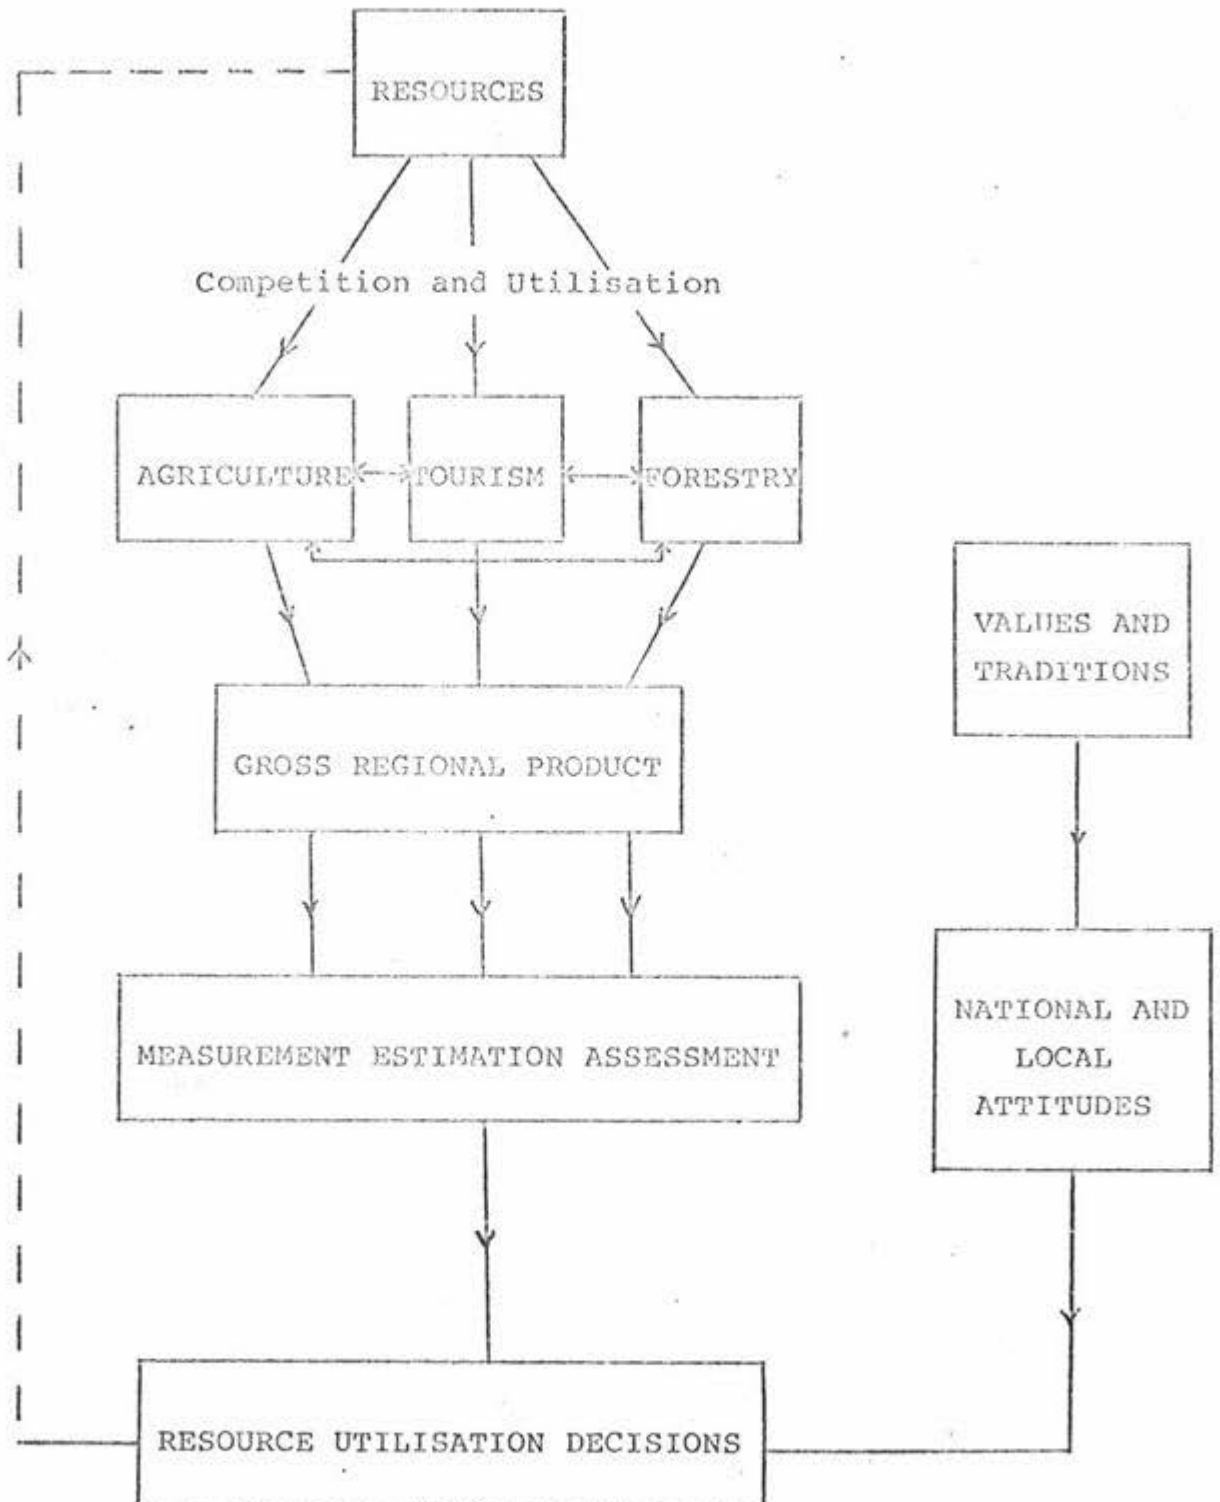 RESOURCES
Competition and Utilisation
AGRICULTURE
TOURISM
FORESTRY
VALUES AND
TRADITIONS
GROSS REGIONAL PRODUCT
NATIONAL AND
LOCAL
ATTITUDES
MEASUREMENT ESTIMATION ASSESSMENT
RESOURCE UTILISATION DECISIONS